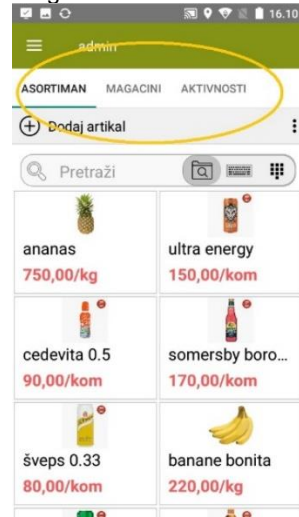 16.10
admin
ASORTIMAN MAGACINI AKTIVNOSTI
Dodaj artikal
Pretraži
ananas
750,00/kg
ultra energy
150,00/kom
cedevita 0.5
90,00/kom
somersby boro...
170,00/kom
šveps 0.33
80,00/kom
banane bonita
220,00/kg